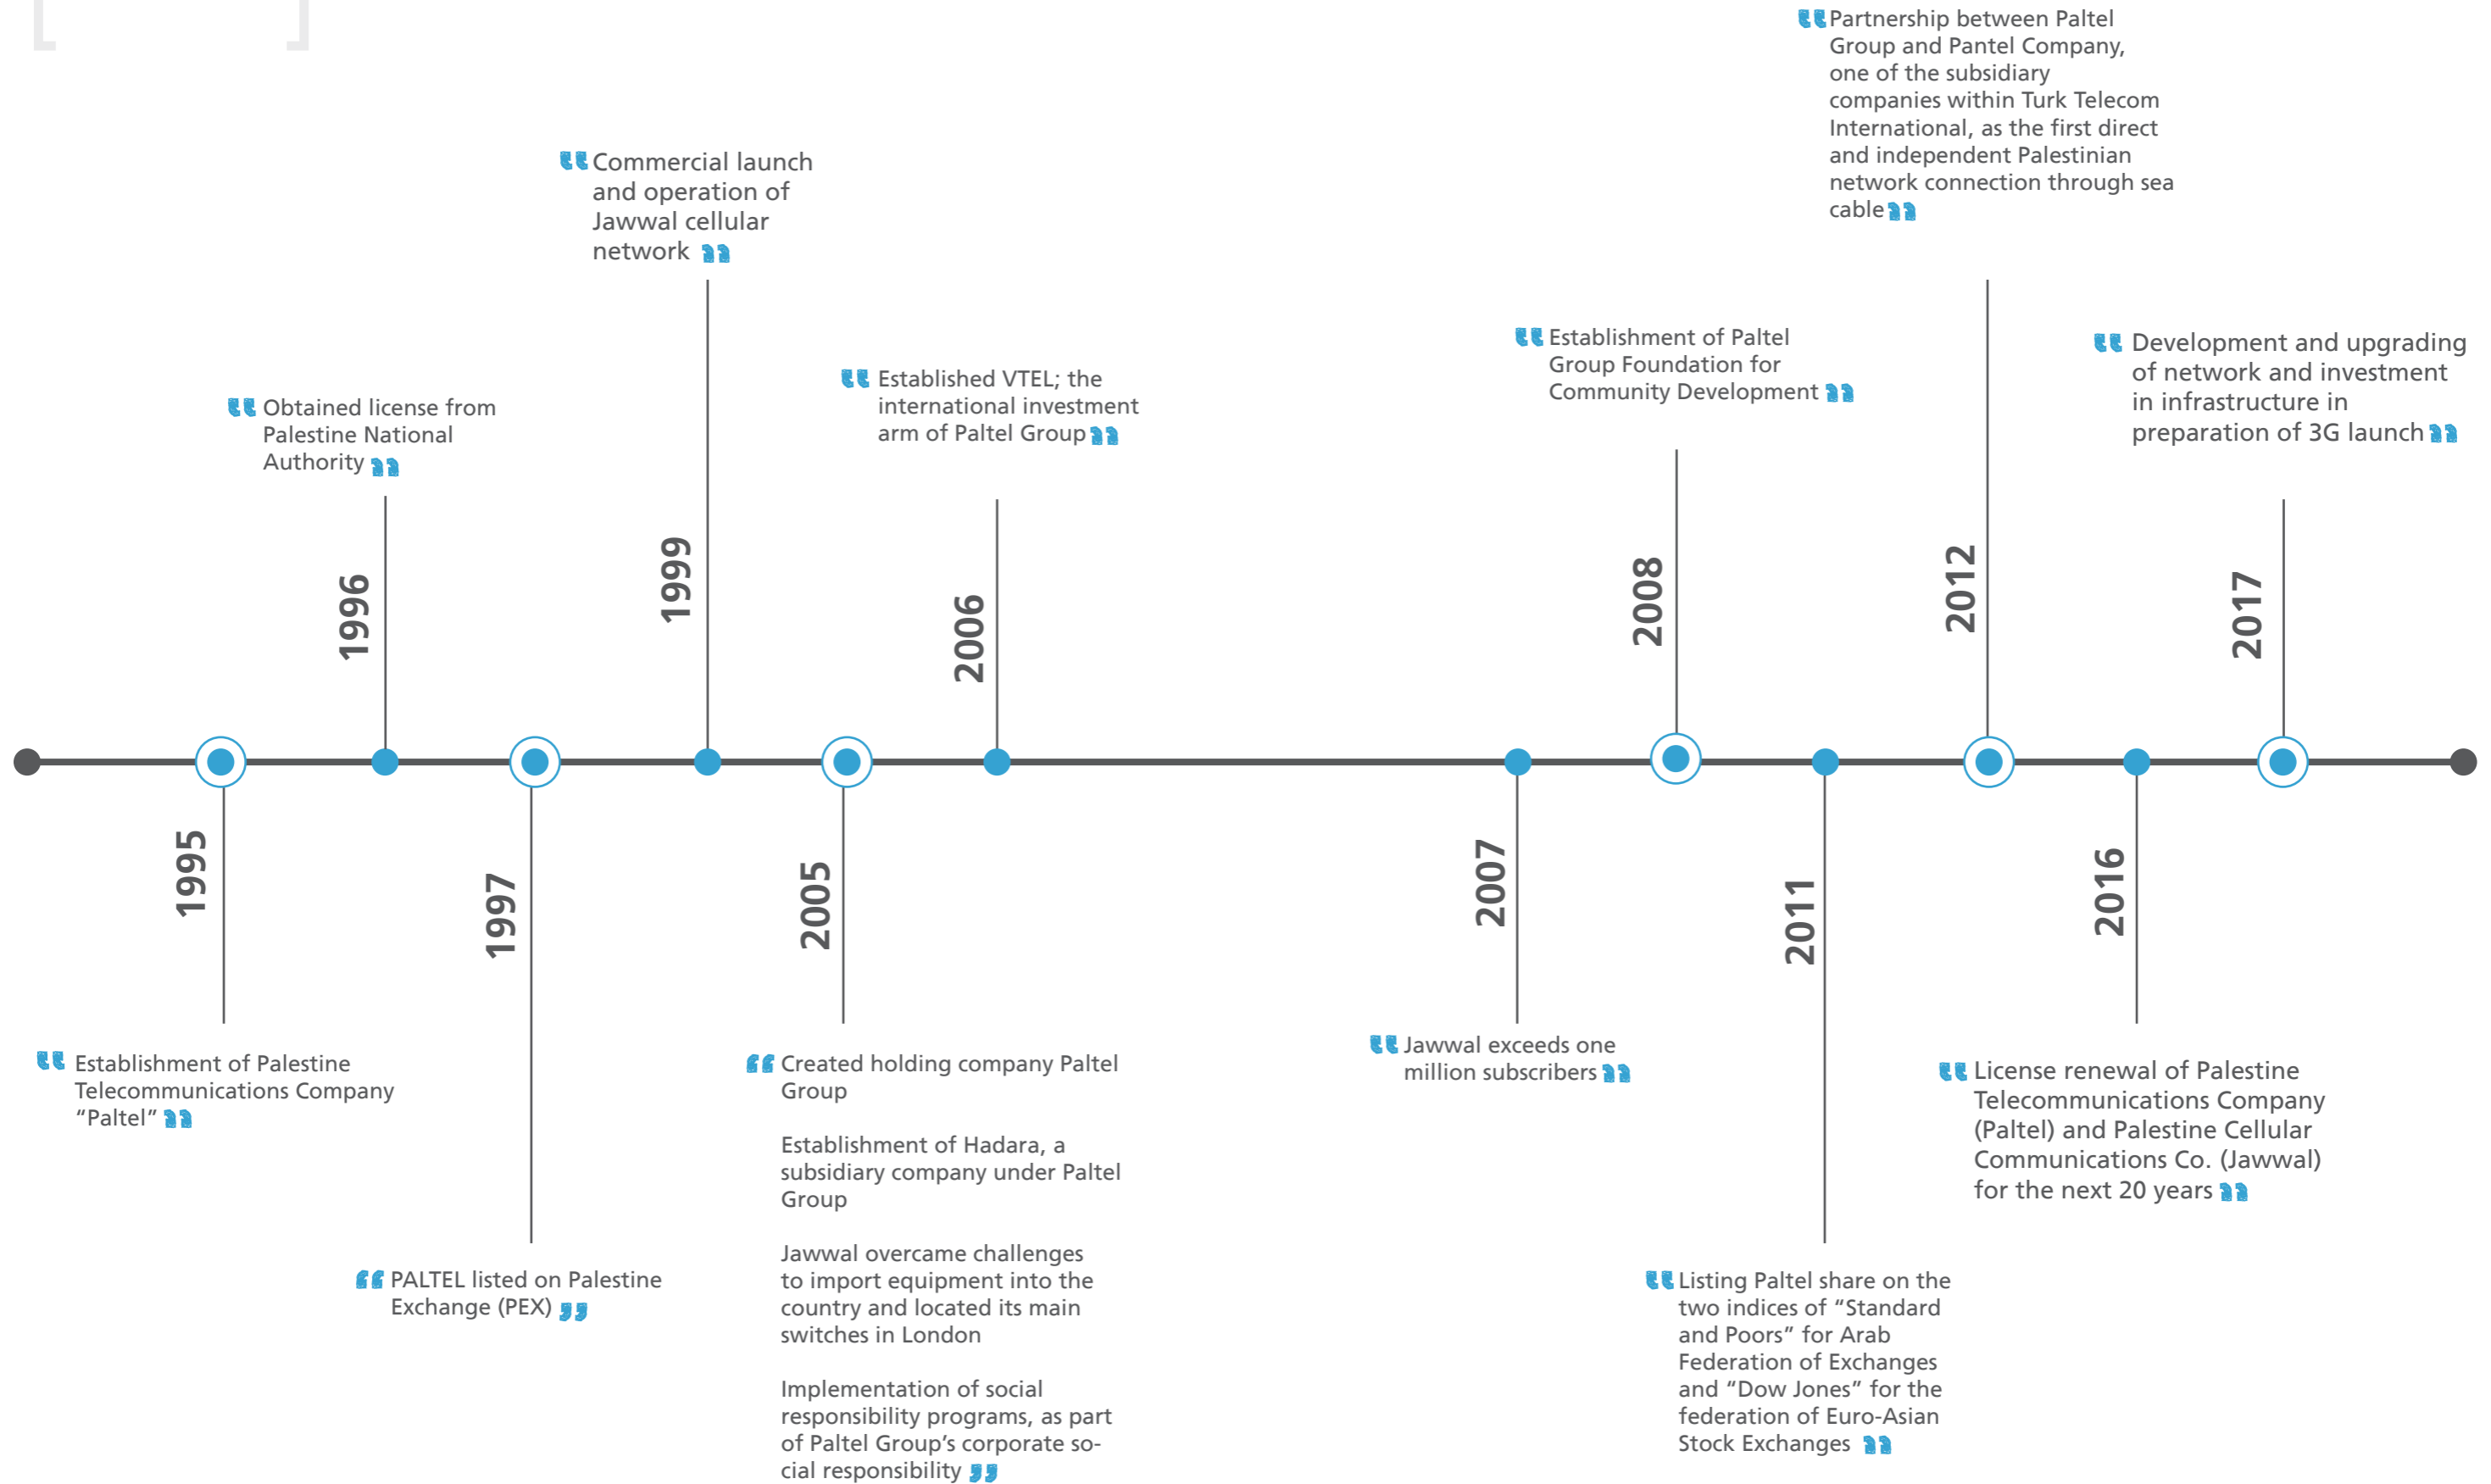 Partnership between Paltel
Group and Pantel Company,
one of the subsidiary
companies within Turk Telecom
International, as the first direct
and independent Palestinian
network connection through sea
cable
Commercial launch
and operation of
Jawwal cellular
network
Established VTEL; the
international investment
arm of Paltel Group
Establishment of Paltel
Group Foundation for
Community Development
Development and upgrading
of network and investment
in infrastructure in
preparation of 3G launch
Obtained license from
Palestine National
Authority
1996
1999
2006
2008
2012
2017
1995
1997
2005
2007
2011
2016
Establishment of Palestine
Telecommunications Company
“Paltel”
PALTEL listed on Palestine
Exchange (PEX)
Created holding company Paltel
Group
Establishment of Hadara, a
subsidiary company under Paltel
Group
Jawwal overcame challenges
to import equipment into the
country and located its main
switches in London
Implementation of social
responsibility programs, as part
of Paltel Group’s corporate so-
cial responsibility
Jawwal exceeds one
million subscribers
Listing Paltel share on the
two indices of “Standard
and Poors” for Arab
Federation of Exchanges
and “Dow Jones” for the
federation of Euro-Asian
Stock Exchanges
License renewal of Palestine
Telecommunications Company
(Paltel) and Palestine Cellular
Communications Co. (Jawwal)
for the next 20 years